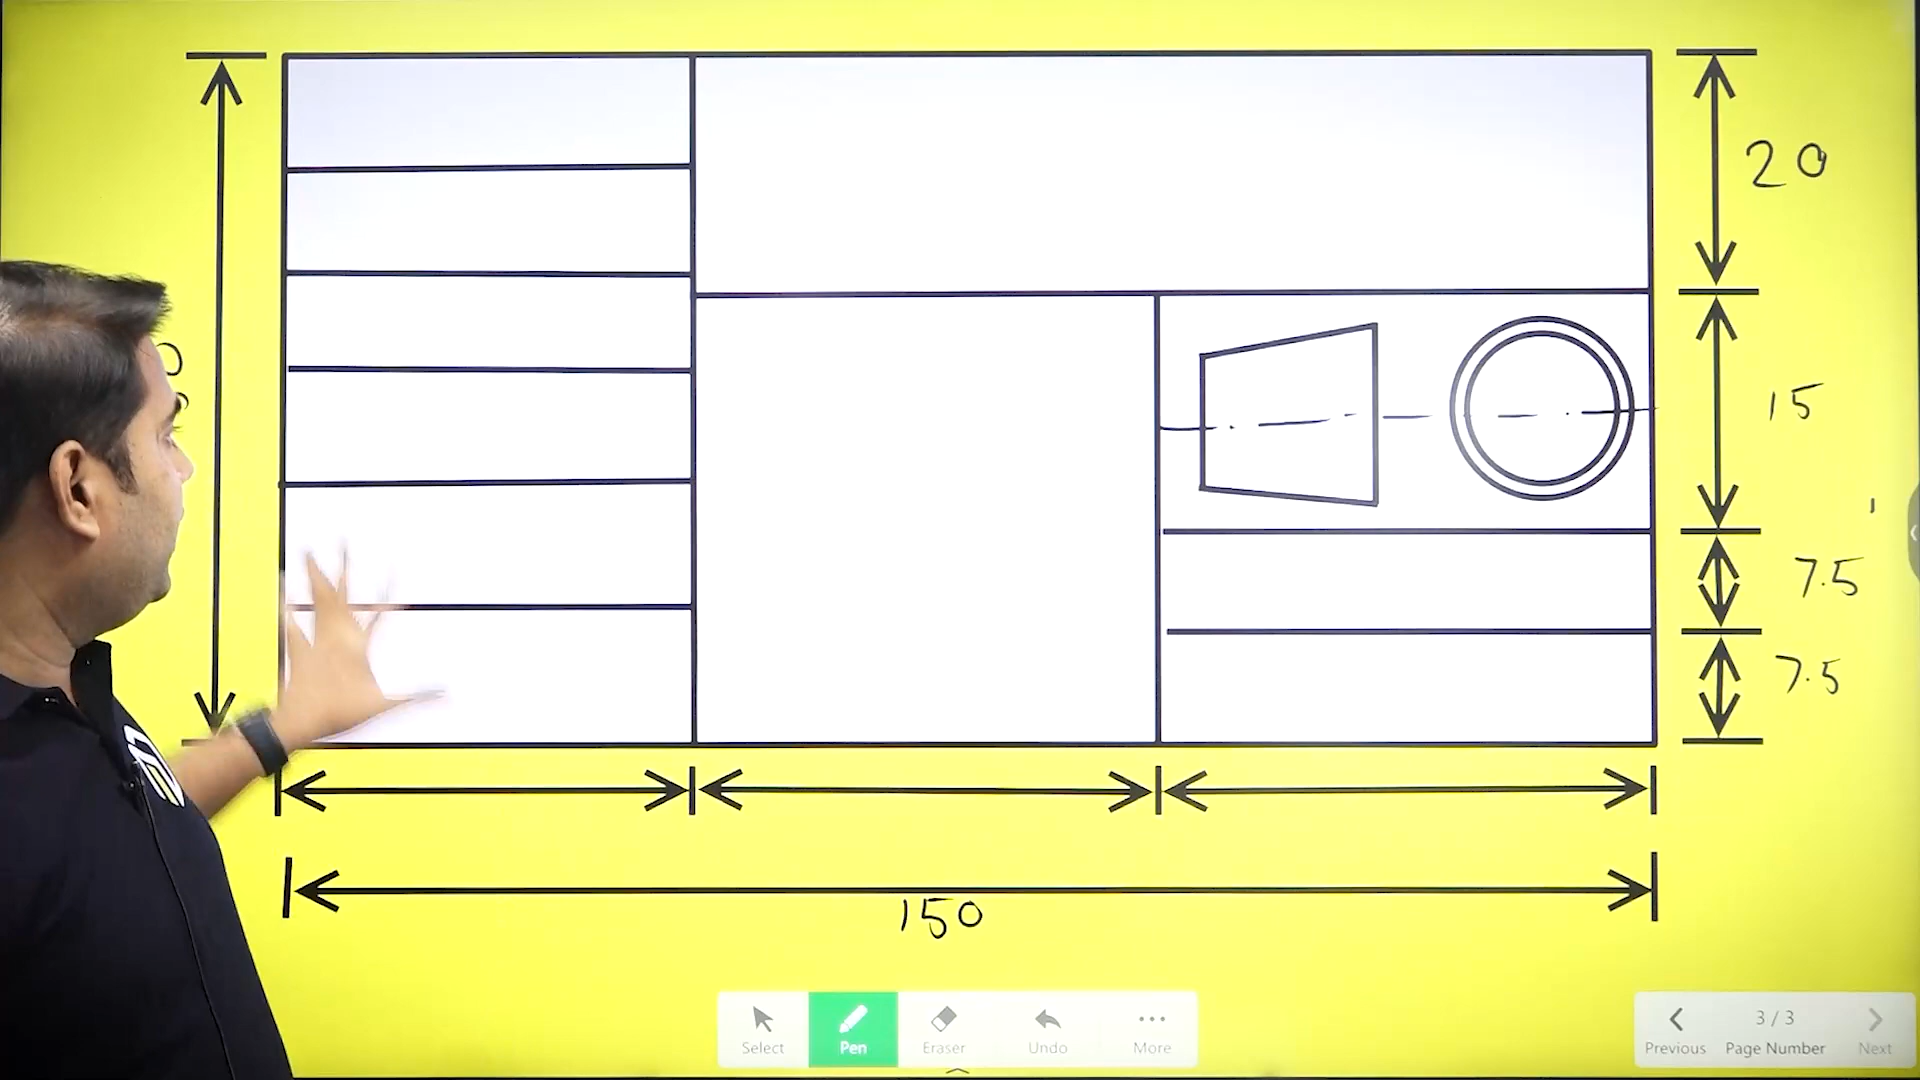 20
15
7.5
7.5
150
Select
Pen
Eraser
Undo
More
3 / 3
Previous
Page Number
Next